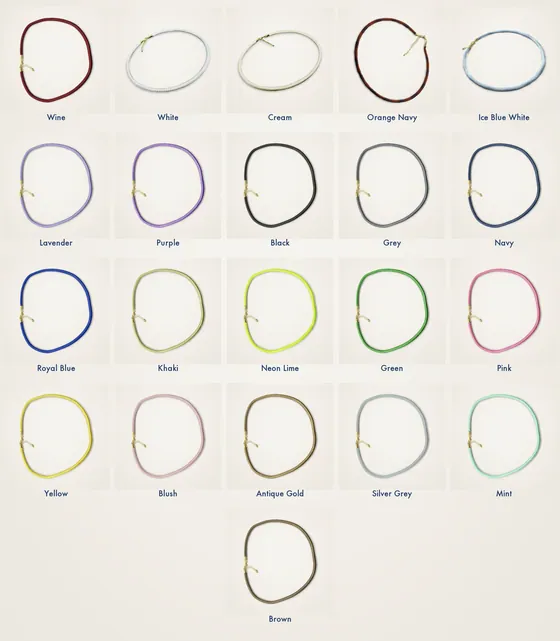 Wine
White
Cream
Orange Navy
Ice Blue White
Lavender
Purple
Black
Grey
Navy
Royal Blue
Khaki
Neon Lime
Green
Pink
Yellow
Blush
Antique Gold
Silver Grey
Mint
Brown